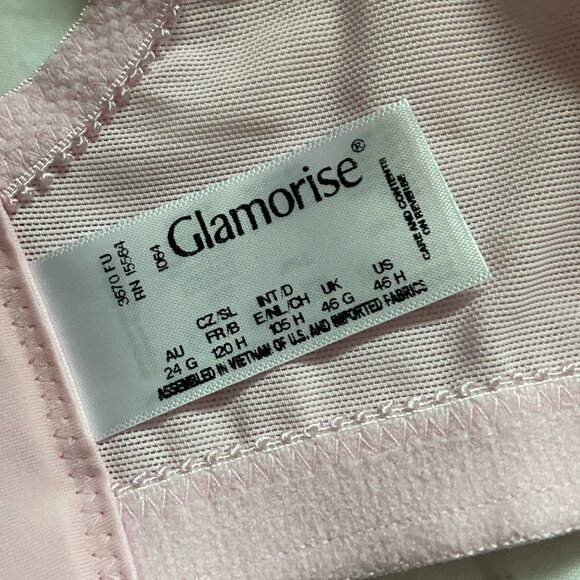 3670 FU
RN 15564
1064
Glamorise®
AU CZ/SL INT/D UK US
24 G FR/B E/NL/CH 46 G 46 H
120 H 105 H
ASSEMBLED IN VIETNAM OF U.S. AND IMPORTED FABRICS
CARE AND CONTENT!!
ON REVERSE